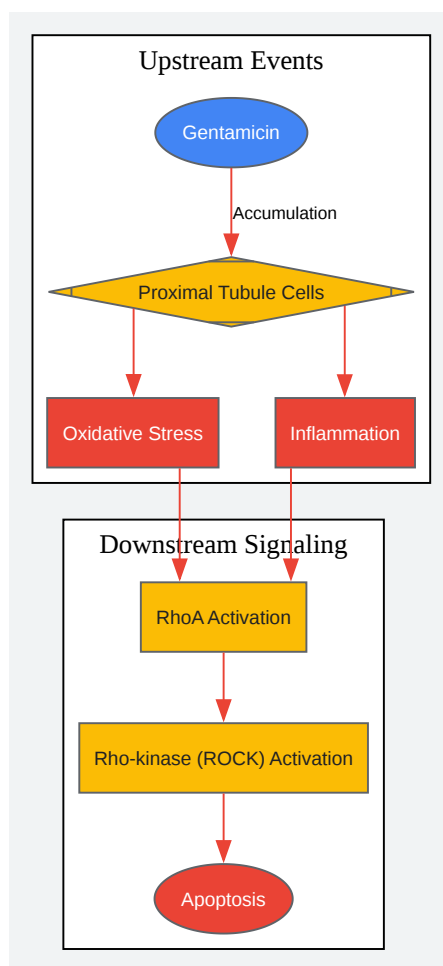 Upstream Events
Gentamicin
Accumulation
Proximal Tubule Cells
Oxidative Stress
Inflammation
Downstream Signaling
RhoA Activation
Rho-kinase (ROCK) Activation
Apoptosis